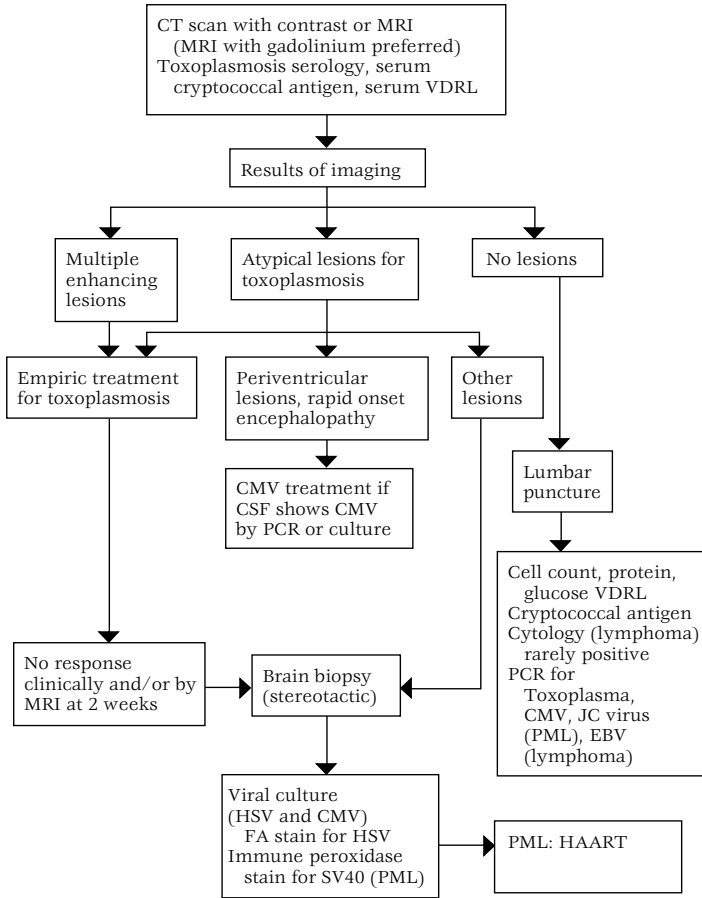 CT scan with contrast or MRI
(MRI with gadolinium preferred)
Toxoplasmosis serology, serum
cryptococcal antigen, serum VDRL
Results of imaging
Multiple
enhancing
lesions
Atypical lesions for
toxoplasmosis
No lesions
Empiric treatment
for toxoplasmosis
Periventricular
lesions, rapid onset
encephalopathy
Other
lesions
CMV treatment if
CSF shows CMV
by PCR or culture
Lumbar
puncture
Cell count, protein,
glucose VDRL
Cryptococcal antigen
Cytology (lymphoma)
rarely positive
PCR for
Toxoplasma,
CMV, JC virus
(PML), EBV
(lymphoma)
No response
clinically and/or by
MRI at 2 weeks
Brain biopsy
(stereotactic)
Viral culture
(HSV and CMV)
FA stain for HSV
Immune peroxidase
stain for SV40 (PML)
PML: HAART